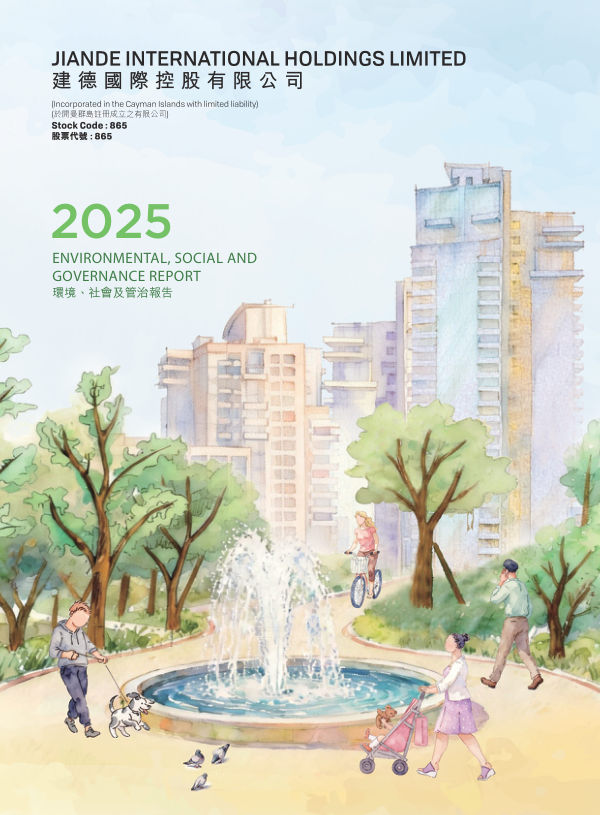 JIANDE INTERNATIONAL HOLDINGS LIMITED
建德國際控股有限公司
(Incorporated in the Cayman Islands with limited liability)
(於開曼群島註冊成立之有限公司)
Stock Code : 865
股票代號 : 865
2025
ENVIRONMENTAL, SOCIAL AND
GOVERNANCE REPORT
環境、社會及管治報告